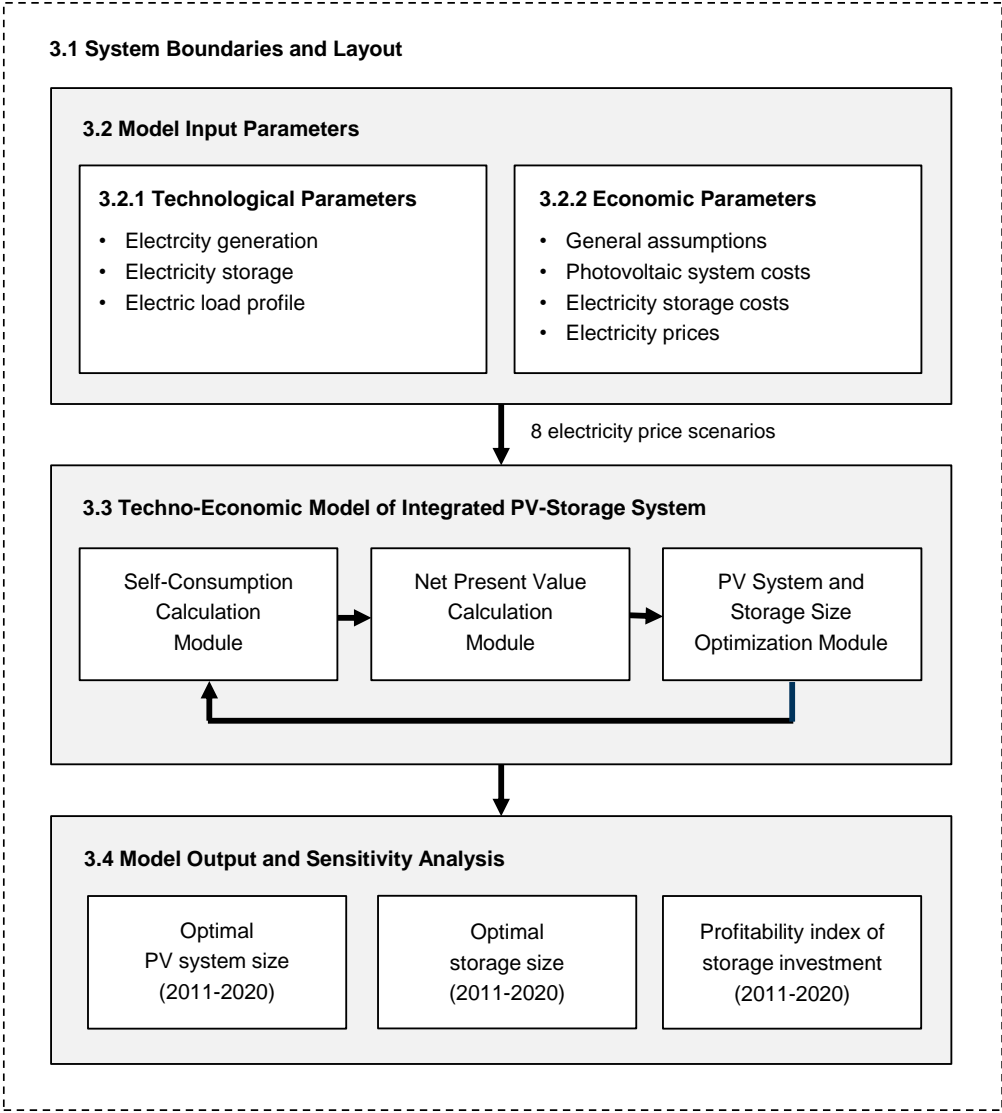 3.1 System Boundaries and Layout
3.2 Model Input Parameters
3.2.1 Technological Parameters
• Electrcity generation
• Electricity storage
• Electric load profile
3.2.2 Economic Parameters
• General assumptions
• Photovoltaic system costs
• Electricity storage costs
• Electricity prices
8 electricity price scenarios
3.3 Techno-Economic Model of Integrated PV-Storage System
Self-Consumption
Calculation
Module
Net Present Value
Calculation
Module
PV System and
Storage Size
Optimization Module
3.4 Model Output and Sensitivity Analysis
Optimal
PV system size
(2011-2020)
Optimal
storage size
(2011-2020)
Profitability index of
storage investment
(2011-2020)